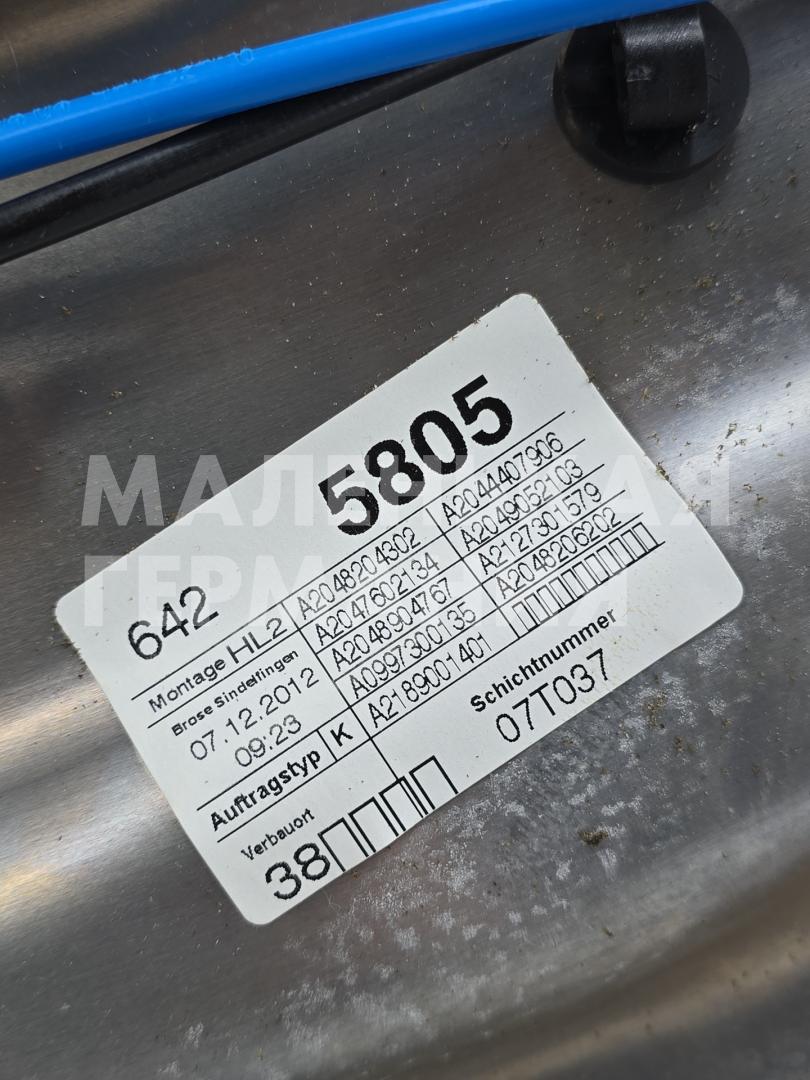 5805
642
Montage HL2
Brose Sindelfingen
07.12.2012
09:23
Auftragstyp K
Verbauort
38
A2048204302
A2047602134
A2048904767
A0997300135
A2189001401
A2044407906
A2049052103
A2127301579
A2048206202
Schichtnummer
07T037
МАЛЕНЬКАЯ
ГЕРМАНИЯ